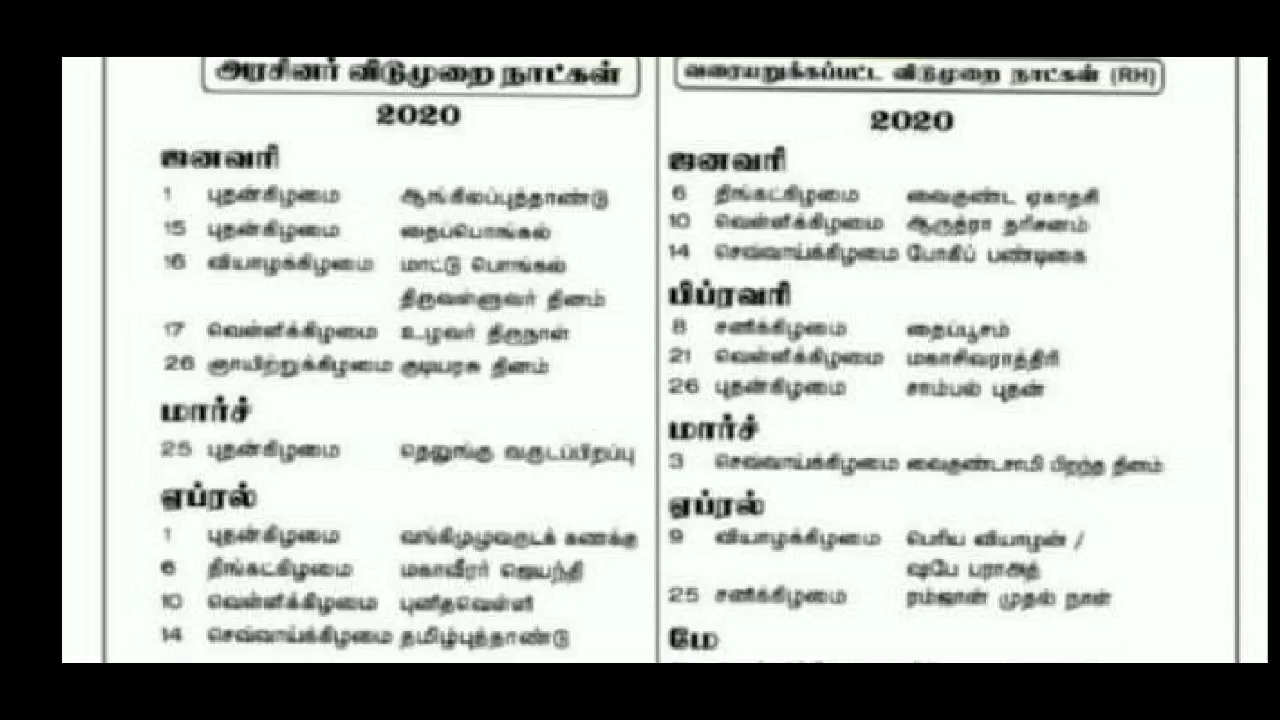 அரசினர் விடுமுறை நாட்கள்
2020
ஜனவரி
1 புதன்கிழமை ஆங்கிலப்புத்தாண்டு
15 புதன்கிழமை தைப்பொங்கல்
16 வியாழக்கிழமை மாட்டு பொங்கல்
திருவள்ளுவர் தினம்
17 வெள்ளிக்கிழமை உழவர் திருநாள்
26 ஞாயிற்றுக்கிழமை குடியரசு தினம்
மார்ச்
25 புதன்கிழமை தெலுங்கு வருடப்பிறப்பு
ஏப்ரல்
1 புதன்கிழமை வங்கிமுழுவருடக் கணக்கு
6 திங்கட்கிழமை மகாவீரர் ஜெயந்தி
10 வெள்ளிக்கிழமை புனிதவெள்ளி
14 செவ்வாய்க்கிழமை தமிழ்புத்தாண்டு
வரையறுக்கப்பட்ட விடுமுறை நாட்கள் (RH)
2020
ஜனவரி
6 திங்கட்கிழமை வைகுண்ட ஏகாதசி
10 வெள்ளிக்கிழமை ஆருத்ரா தரிசனம்
14 செவ்வாய்க்கிழமை போகிப் பண்டிகை
பிப்ரவரி
8 சனிக்கிழமை தைப்பூசம்
21 வெள்ளிக்கிழமை மகாசிவராத்திரி
26 புதன்கிழமை சாம்பல் புதன்
மார்ச்
3 செவ்வாய்க்கிழமை வைகுண்டசாமி பிறந்த தினம்
ஏப்ரல்
9 வியாழக்கிழமை பெரிய வியாழன் /
ஷபே பராஅத்
25 சனிக்கிழமை ரம்ஜான் முதல் நாள்
மே